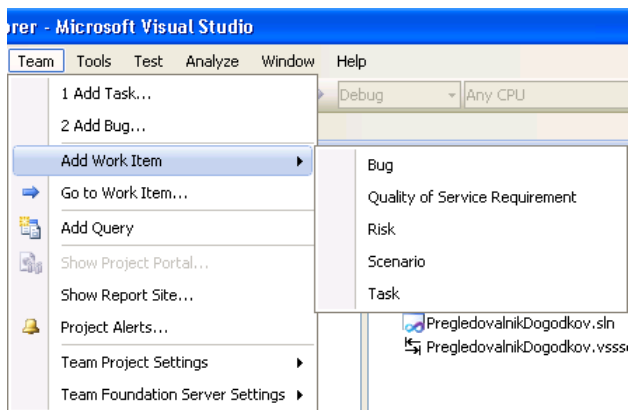 orer - Microsoft Visual Studio
Team Tools Test Analyze Window Help
1 Add Task... Debug Any CPU
2 Add Bug...
Add Work Item Bug
Go to Work Item... Quality of Service Requirement
Add Query Risk
Show Project Portal... Scenario
Show Report Site... Task
Project Alerts... PregledovalnikDogodkov.sln
PregledovalnikDogodkov.vsss
Team Project Settings
Team Foundation Server Settings